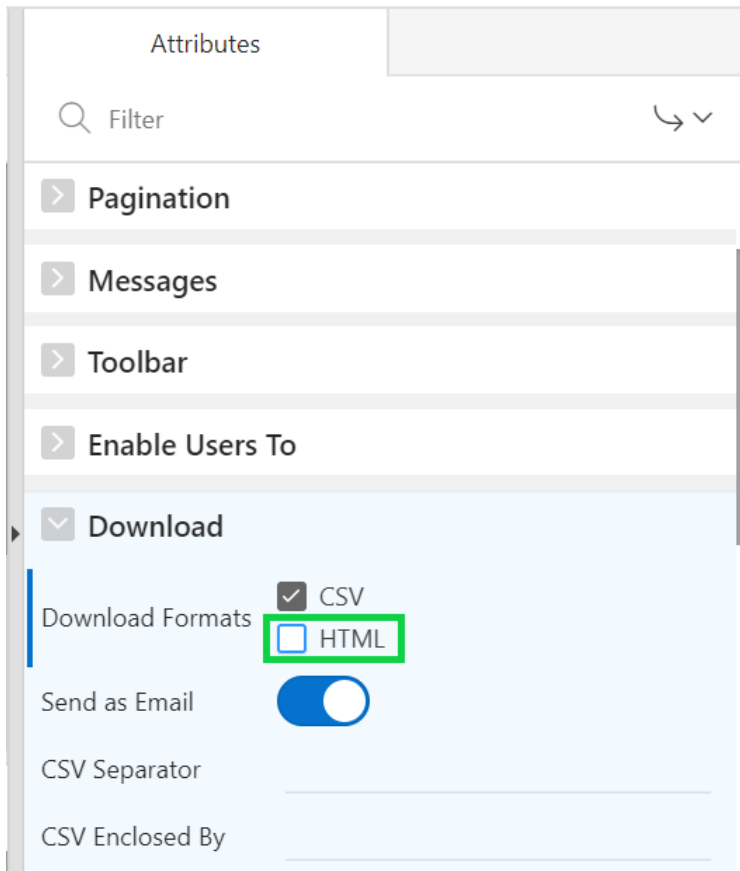 Attributes
Filter
Pagination
Messages
Toolbar
Enable Users To
Download
Download Formats
CSV
HTML
Send as Email
CSV Separator
CSV Enclosed By